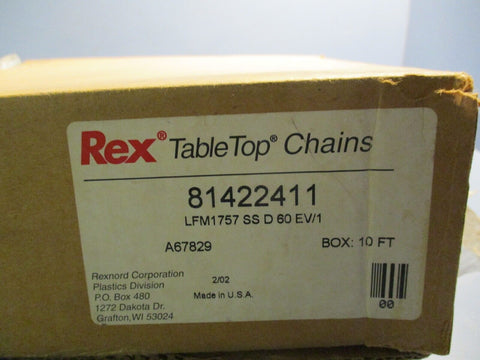 Rex® TableTop® Chains
81422411
LFM1757 SS D 60 EV/1
A67829 BOX: 10 FT
Rexnord Corporation
Plastics Division
P.O. Box 480
1272 Dakota Dr.
Grafton, WI 53024
2/02
Made in U.S.A.
00